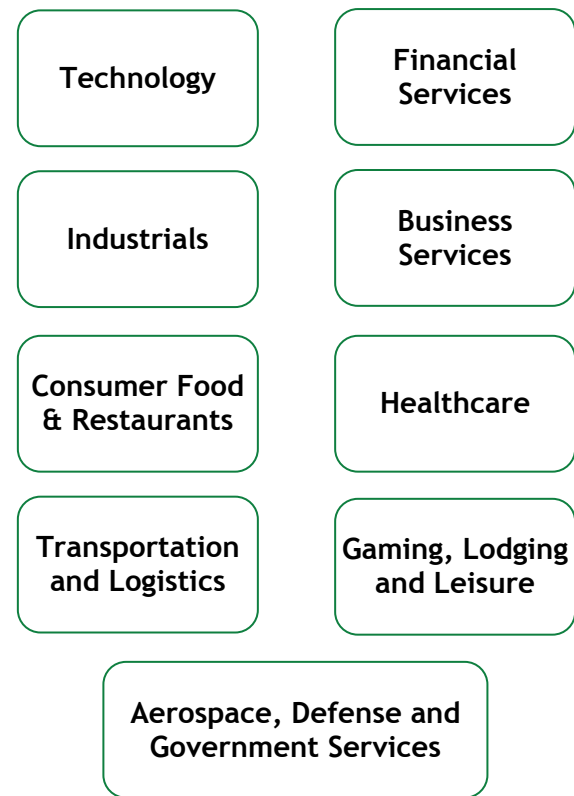 Technology
Financial
Services
Industrials
Business
Services
Consumer Food
& Restaurants
Healthcare
Transportation
and Logistics
Gaming, Lodging
and Leisure
Aerospace, Defense and
Government Services